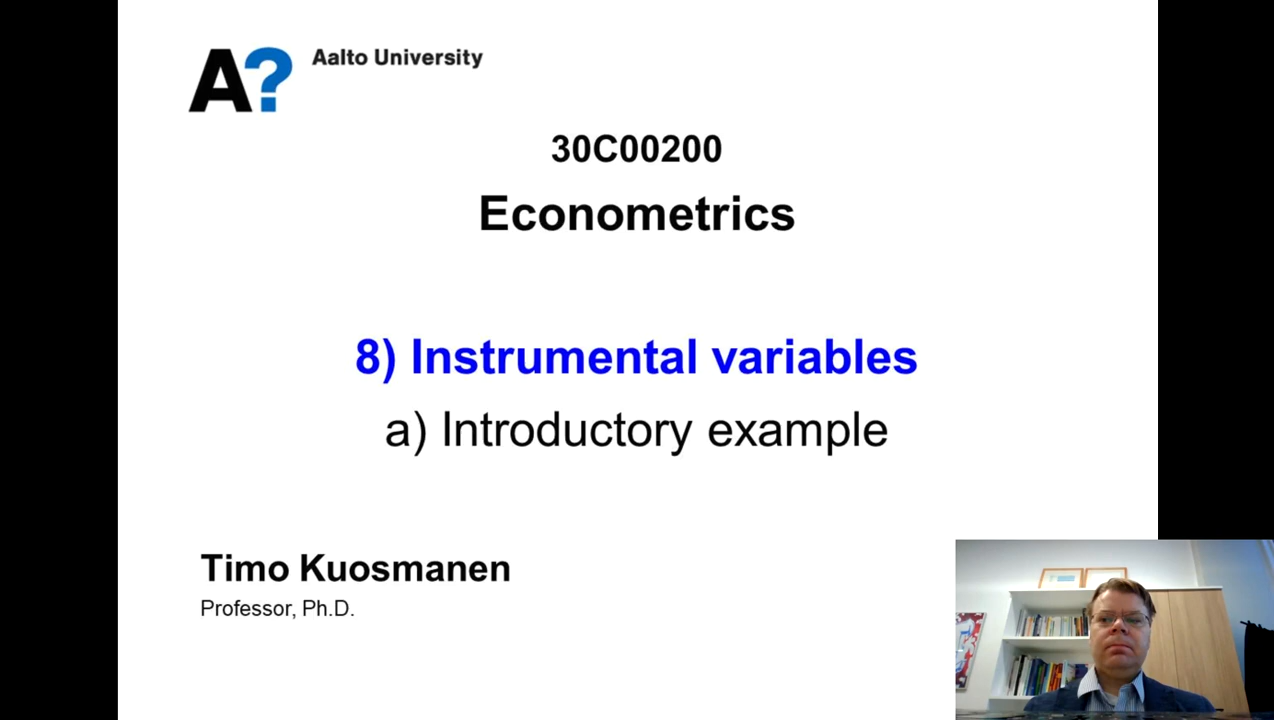 A?
Aalto University
30C00200
Econometrics
8) Instrumental variables
a) Introductory example
Timo Kuosmanen
Professor, Ph.D.